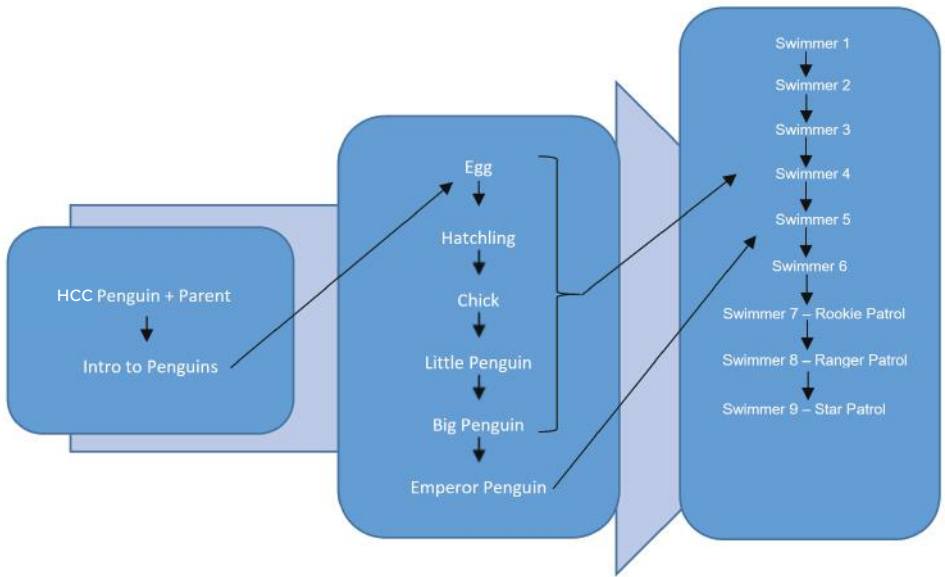 HCC Penguin + Parent
Intro to Penguins
Egg
Hatchling
Chick
Little Penguin
Big Penguin
Emperor Penguin
Swimmer 1
Swimmer 2
Swimmer 3
Swimmer 4
Swimmer 5
Swimmer 6
Swimmer 7 – Rookie Patrol
Swimmer 8 – Ranger Patrol
Swimmer 9 – Star Patrol